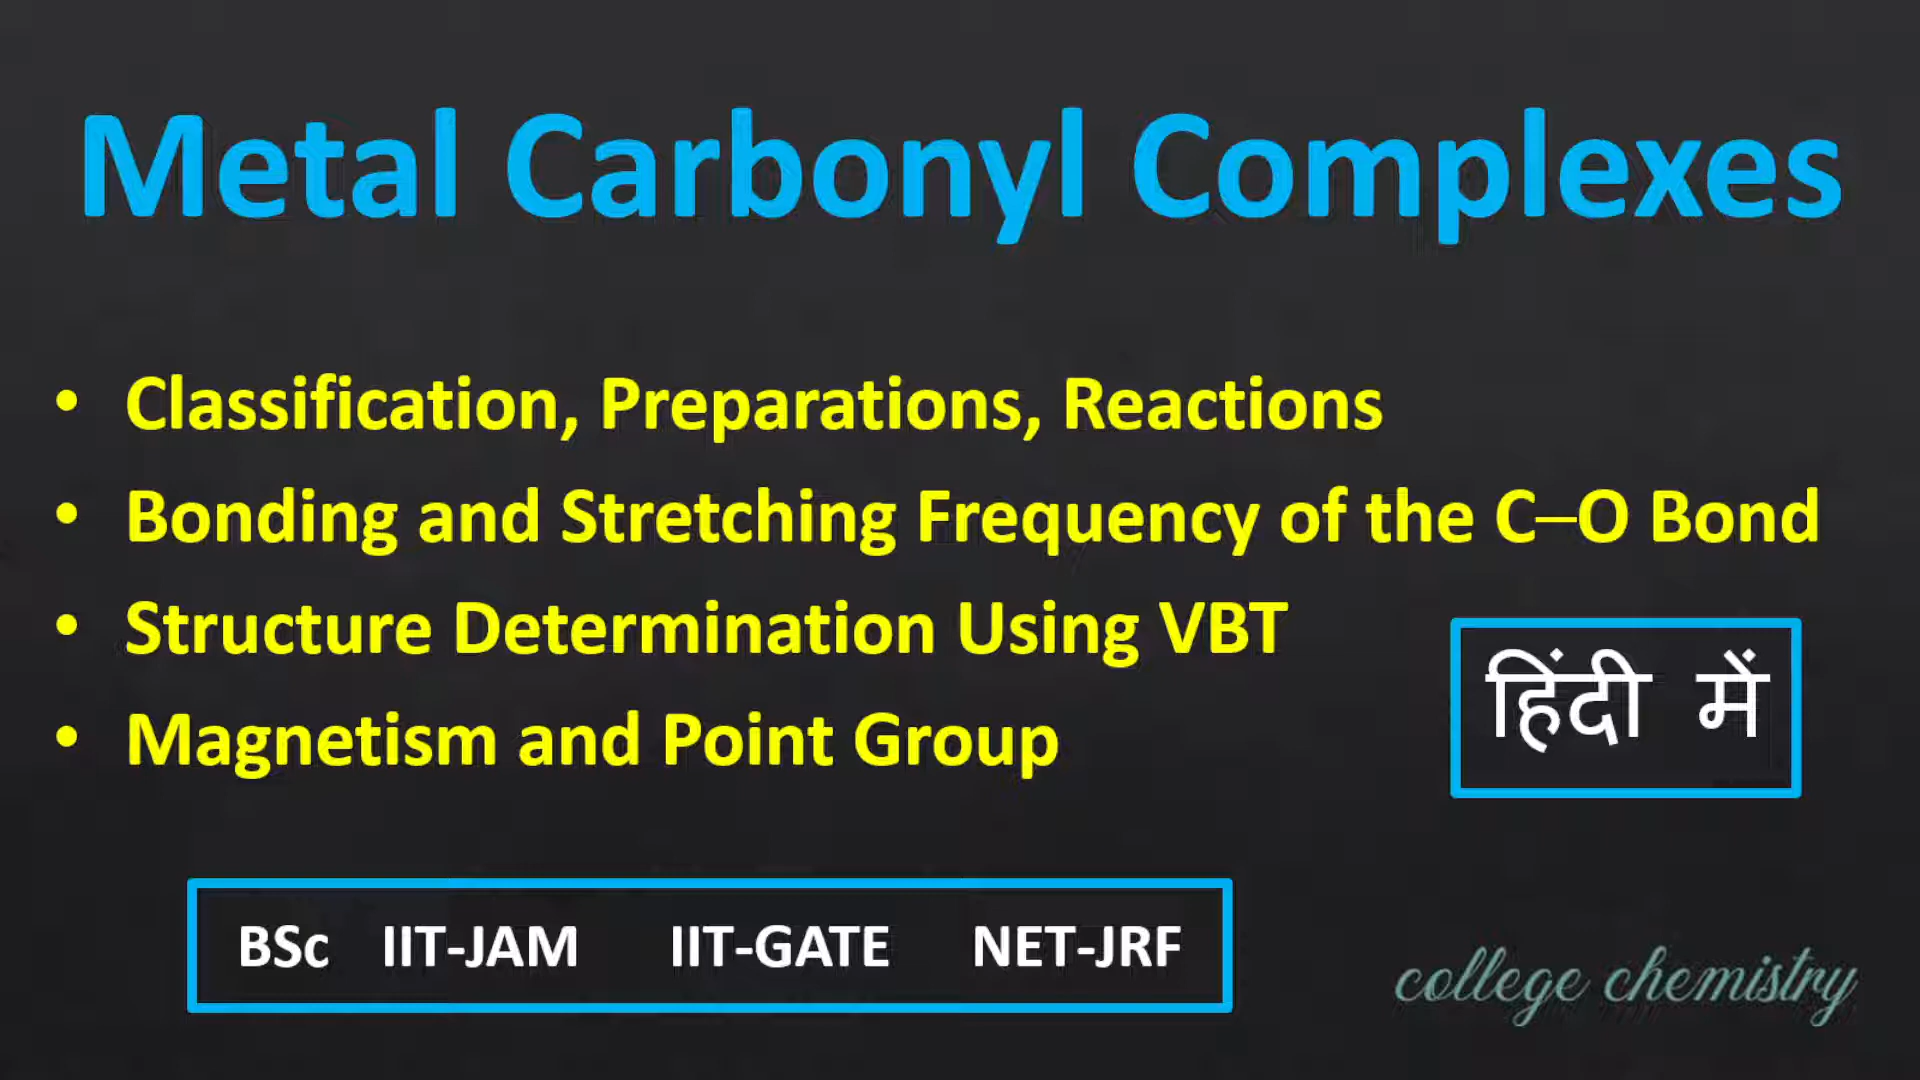 Metal Carbonyl Complexes
• Classification, Preparations, Reactions
• Bonding and Stretching Frequency of the C–O Bond
• Structure Determination Using VBT
• Magnetism and Point Group
हिंदी में
BSc IIT-JAM IIT-GATE NET-JRF
college chemistry